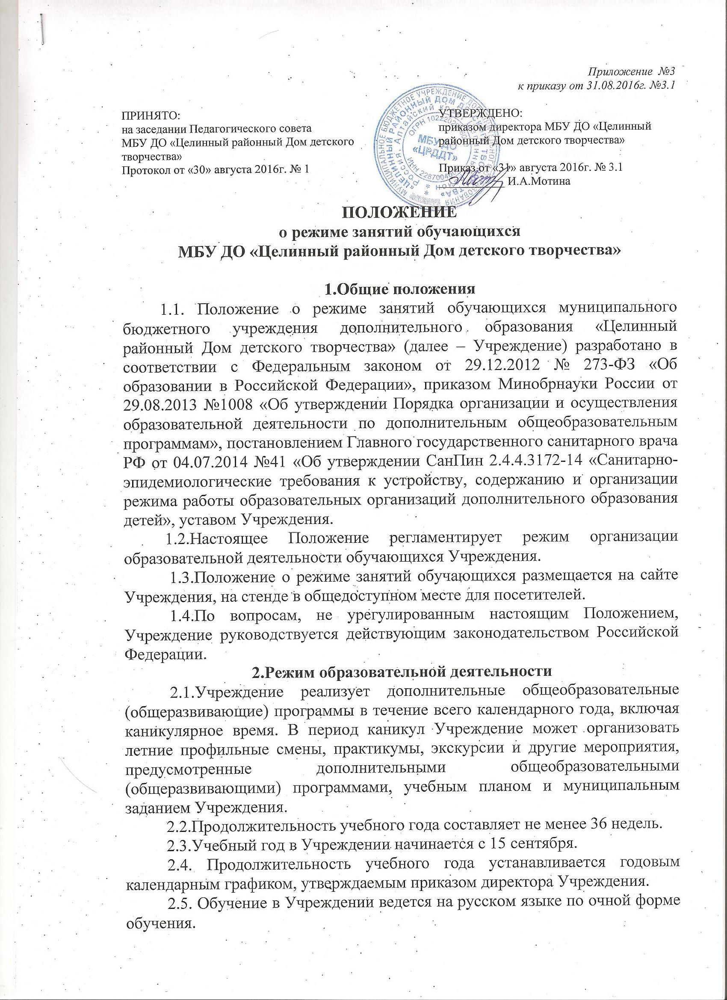 Приложение №3
к приказу от 31.08.2016г. №3.1
ПРИНЯТО:
на заседании Педагогического совета
МБУ ДО «Целинный районный Дом детского
творчества»
Протокол от «30» августа 2016г. № 1
УТВЕРЖДЕНО:
приказом директора МБУ ДО «Целинный
районный Дом детского творчества»
Приказ от «31» августа 2016г. № 3.1
И.А.Мотина
МБУ ДО
«ЦРДДТ»
ПОЛОЖЕНИЕ
о режиме занятий обучающихся
МБУ ДО «Целинный районный Дом детского творчества»
1.Общие положения
1.1. Положение о режиме занятий обучающихся муниципального
бюджетного учреждения дополнительного образования «Целинный
районный Дом детского творчества» (далее – Учреждение) разработано в
соответствии с Федеральным законом от 29.12.2012 № 273-ФЗ «Об
образовании в Российской Федерации», приказом Минобрнауки России от
29.08.2013 №1008 «Об утверждении Порядка организации и осуществления
образовательной деятельности по дополнительным общеобразовательным
программам», постановлением Главного государственного санитарного врача
РФ от 04.07.2014 №41 «Об утверждении СанПин 2.4.4.3172-14 «Санитарно-
эпидемиологические требования к устройству, содержанию и организации
режима работы образовательных организаций дополнительного образования
детей», уставом Учреждения.
1.2.Настоящее Положение регламентирует режим организации
образовательной деятельности обучающихся Учреждения.
1.3.Положение о режиме занятий обучающихся размещается на сайте
Учреждения, на стенде в общедоступном месте для посетителей.
1.4.По вопросам, не урегулированным настоящим Положением,
Учреждение руководствуется действующим законодательством Российской
Федерации.
2.Режим образовательной деятельности
2.1.Учреждение реализует дополнительные общеобразовательные
(общеразвивающие) программы в течение всего календарного года, включая
каникулярное время. В период каникул Учреждение может организовать
летние профильные смены, практикумы, экскурсии и другие мероприятия,
предусмотренные дополнительными общеобразовательными
(общеразвивающими) программами, учебным планом и муниципальным
заданием Учреждения.
2.2.Продолжительность учебного года составляет не менее 36 недель.
2.3.Учебный год в Учреждении начинается с 15 сентября.
2.4. Продолжительность учебного года устанавливается годовым
календарным графиком, утверждаемым приказом директора Учреждения.
2.5. Обучение в Учреждении ведется на русском языке по очной форме
обучения.